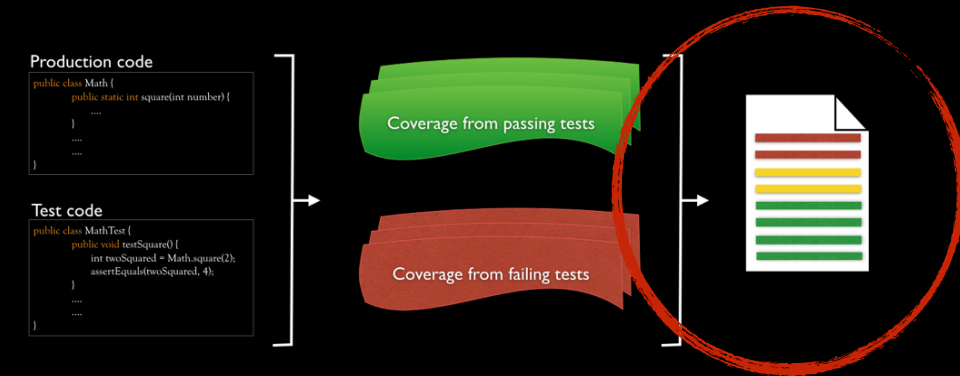 Production code
public class Math {
public static int square(int number) {
....
}
....
....
}
Test code
public class MathTest {
public void testSquare() {
int twoSquared = Math.square(2);
assertEquals(twoSquared, 4);
}
....
....
}
Coverage from passing tests
Coverage from failing tests